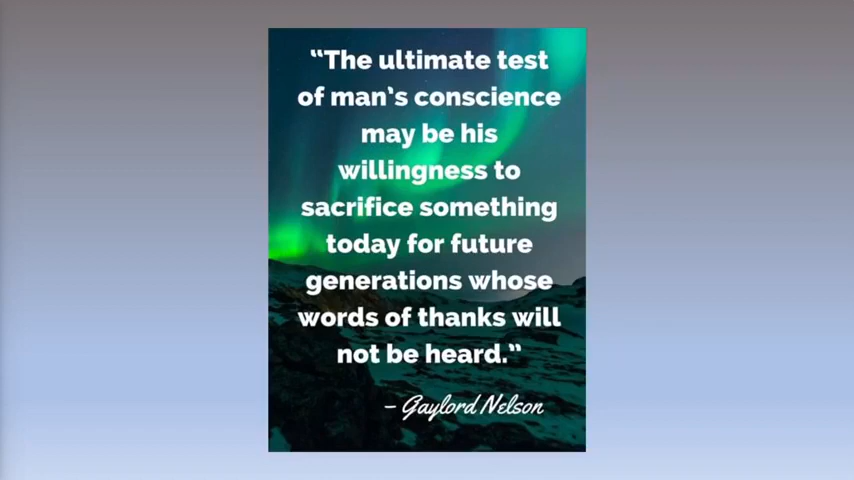 “The ultimate test
of man's conscience
may be his
willingness to
sacrifice something
today for future
generations whose
words of thanks will
not be heard.”
– Gaylord Nelson